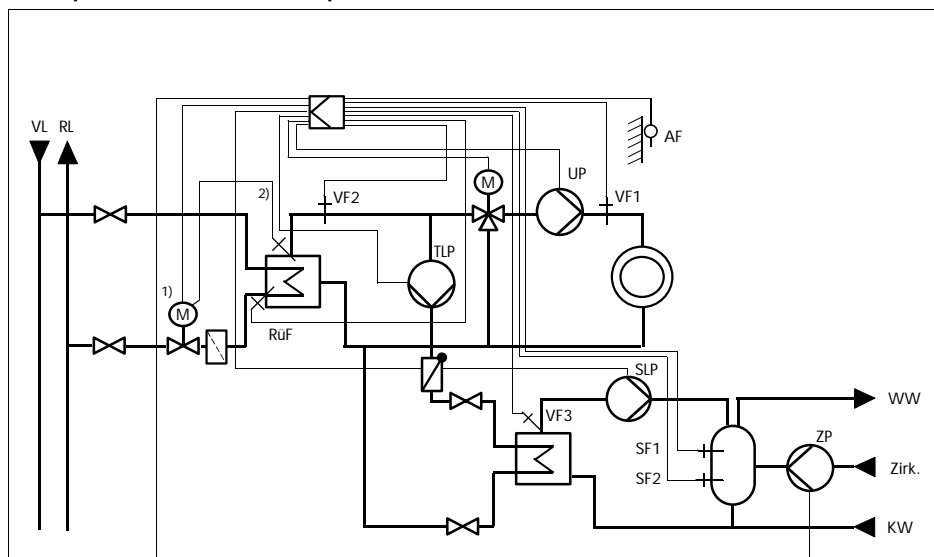 VL
RL
AF
UP
M
2)
VF2
VF1
TLP
1)
M
RüF
SLP
WW
VF3
ZP
SF1
Zirk.
SF2
KW